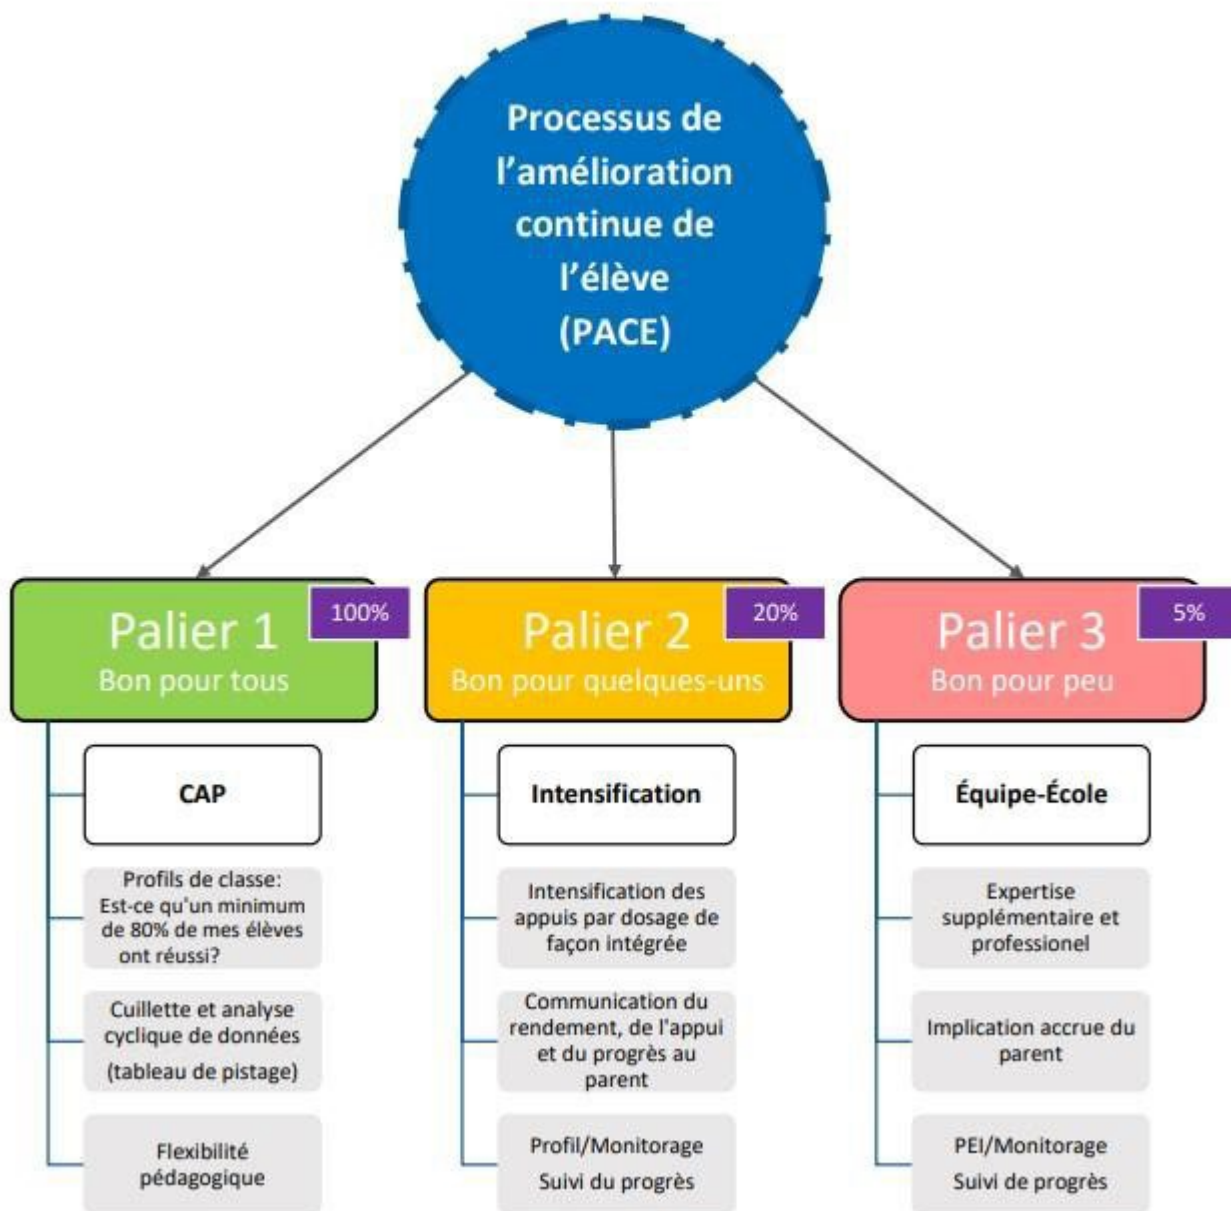 Processus de
l'amélioration
continue de
l'élève
(PACE)
Palier 1
100%
Bon pour tous
CAP
Profils de classe:
Est-ce qu'un minimum
de 80% de mes élèves
ont réussi?
Cuillette et analyse
cyclique de données
(tableau de pistage)
Flexibilité
pédagogique
Palier 2
20%
Bon pour quelques-uns
Intensification
Intensification des
appuis par dosage de
façon intégrée
Communication du
rendement, de l'appui
et du progrès au
parent
Profil/Monitorage
Suivi du progrès
Palier 3
5%
Bon pour peu
Équipe-École
Expertise
supplémentaire et
professionel
Implication accrue du
parent
PEI/Monitorage
Suivi de progrès